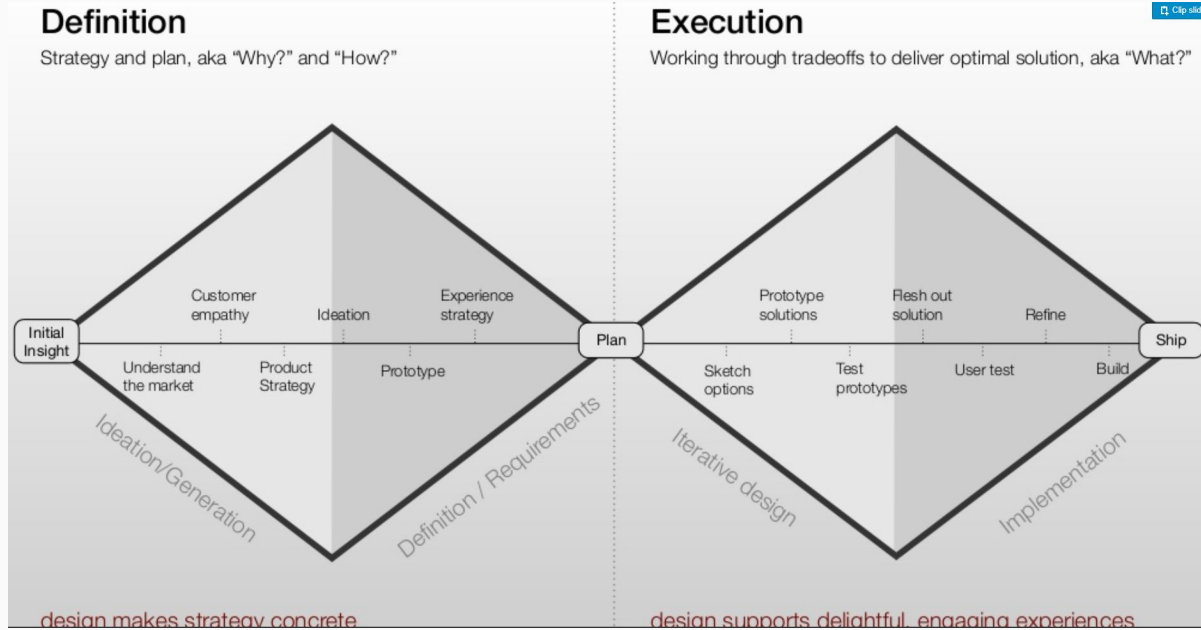 Definition
Strategy and plan, aka “Why?” and “How?”
Initial
Insight
Understand
the market
Customer
empathy
Product
Strategy
Ideation
Prototype
Experience
strategy
Plan
Ideation/Generation
Definition / Requirements
design makes strategy concrete
Clip slid
Execution
Working through tradeoffs to deliver optimal solution, aka “What?”
Sketch
options
Prototype
solutions
Test
prototypes
Flesh out
solution
User test
Refine
Build
Ship
Iterative design
Implementation
design supports delightful, engaging experiences